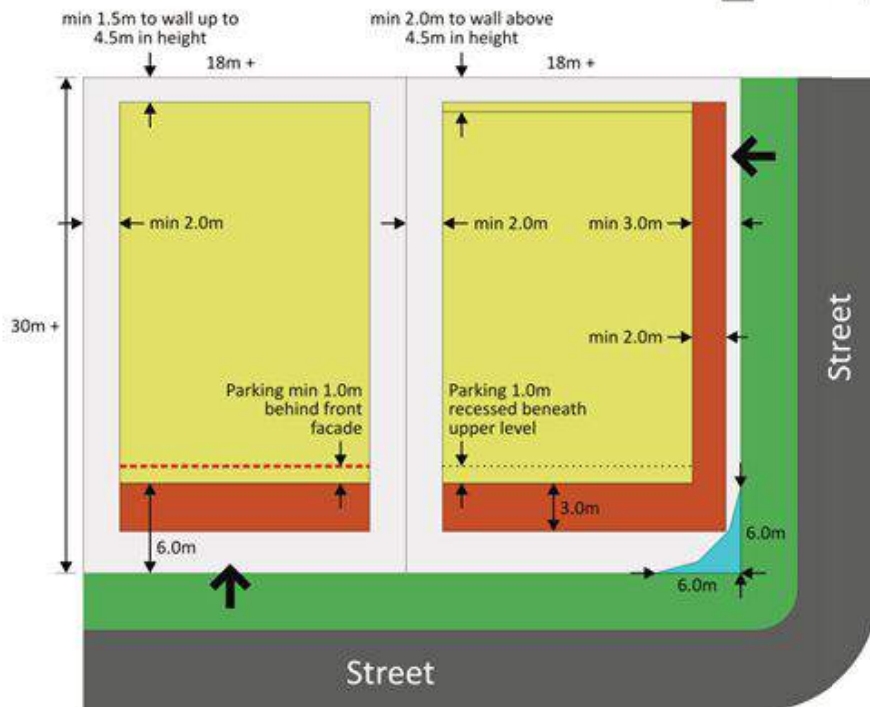 min 1.5m to wall up to
4.5m in height
min 2.0m to wall above
4.5m in height
18m +
18m +
min 2.0m
min 2.0m
min 3.0m
30m +
min 2.0m
Parking min 1.0m
behind front
facade
Parking 1.0m
recessed beneath
upper level
3.0m
6.0m
6.0m
6.0m
Street
Street